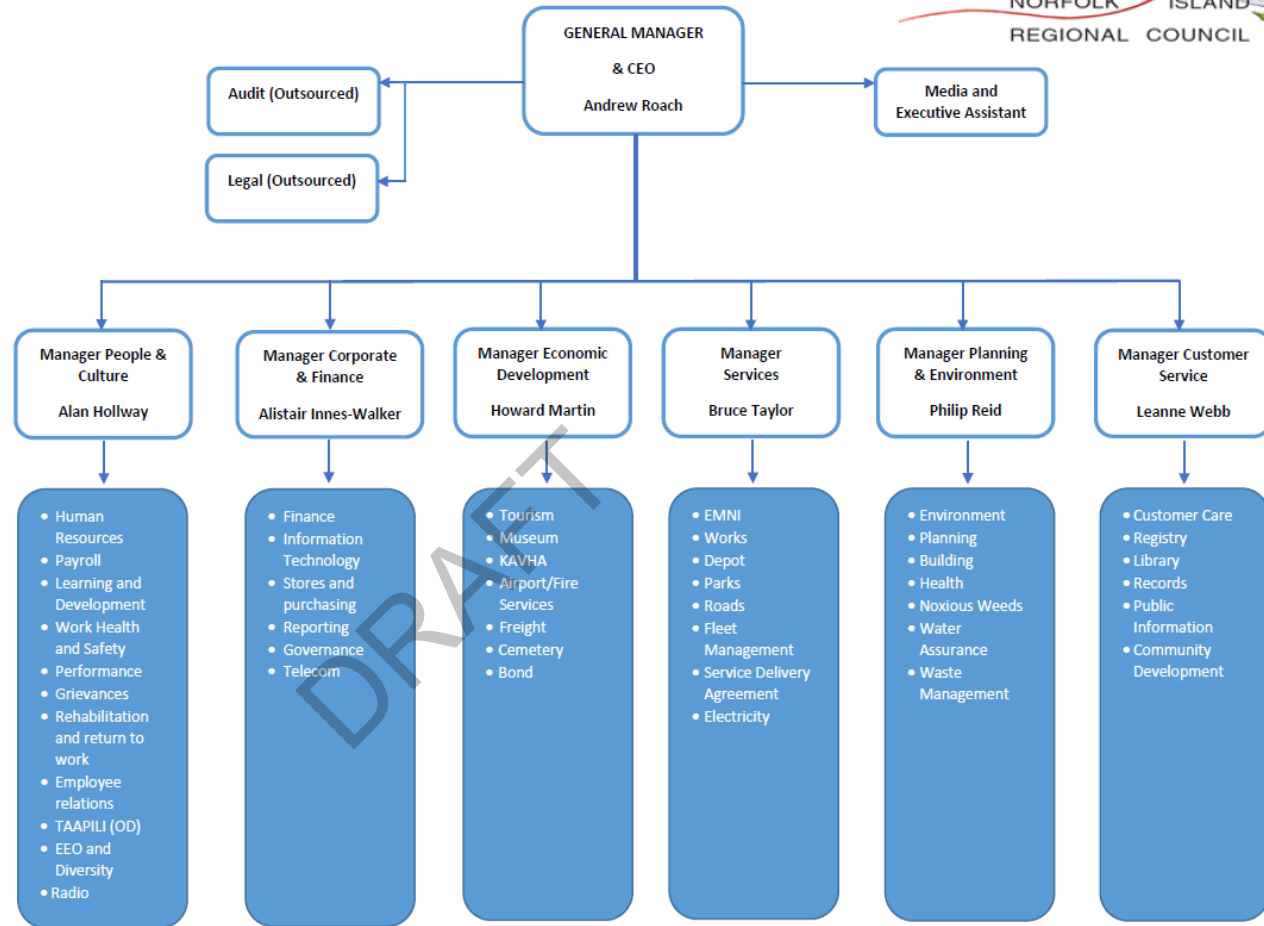 NORFOLK ISLAND
REGIONAL COUNCIL
GENERAL MANAGER
& CEO
Andrew Roach
Audit (Outsourced)
Media and
Executive Assistant
Legal (Outsourced)
Manager People &
Culture
Alan Hollway
Manager Corporate
& Finance
Alistair Innes-Walker
Manager Economic
Development
Howard Martin
Manager
Services
Bruce Taylor
Manager Planning
& Environment
Philip Reid
Manager Customer
Service
Leanne Webb
• Human
Resources
• Payroll
• Learning and
Development
• Work Health
and Safety
• Performance
• Grievances
• Rehabilitation
and return to
work
• Employee
relations
• TAAPILI (OD)
• EEO and
Diversity
• Radio
• Finance
• Information
Technology
• Stores and
purchasing
• Reporting
• Governance
• Telecom
• Tourism
• Museum
• KAVHA
• Airport/Fire
Services
• Freight
• Cemetery
• Bond
• EMNI
• Works
• Depot
• Parks
• Roads
• Fleet
Management
• Service Delivery
Agreement
• Electricity
• Environment
• Planning
• Building
• Health
• Noxious Weeds
• Water
Assurance
• Waste
Management
• Customer Care
• Registry
• Library
• Records
• Public
Information
• Community
Development
DRAFT